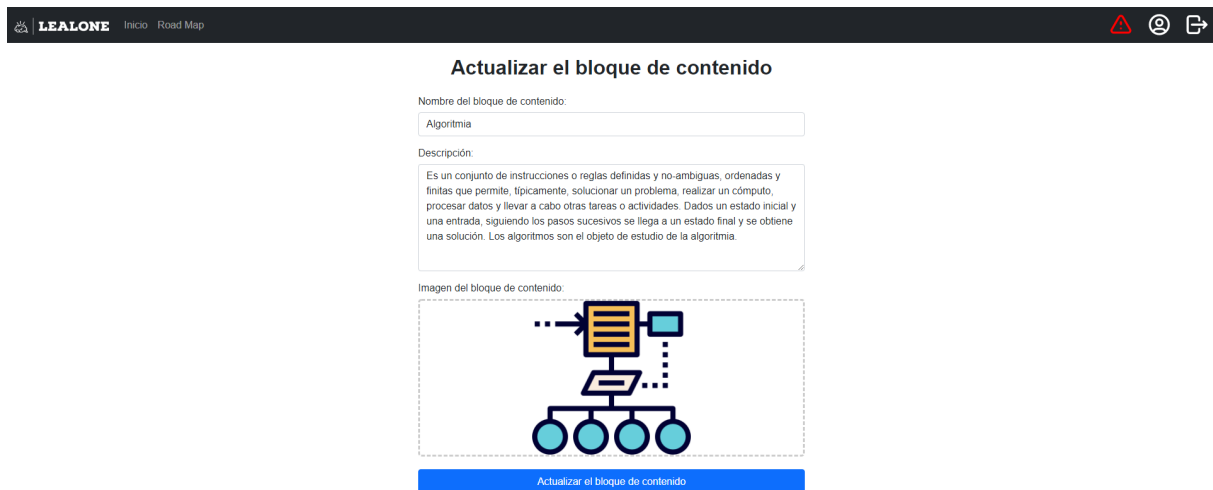 LEALONE Inicio Road Map
Actualizar el bloque de contenido
Nombre del bloque de contenido:
Algoritmia
Descripción:
Es un conjunto de instrucciones o reglas definidas y no-ambiguas, ordenadas y
finitas que permite, típicamente, solucionar un problema, realizar un cómputo,
procesar datos y llevar a cabo otras tareas o actividades. Dados un estado inicial y
una entrada, siguiendo los pasos sucesivos se llega a un estado final y se obtiene
una solución. Los algoritmos son el objeto de estudio de la algoritmia.
Imagen del bloque de contenido:
Actualizar el bloque de contenido